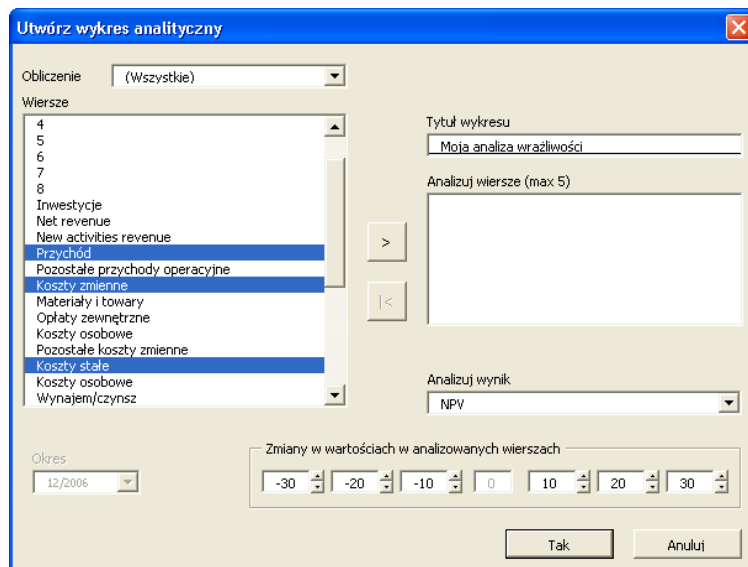 Utwórz wykres analityczny
Obliczenie (Wszystkie)
Wiersze
4
5
6
7
8
Inwestycje
Net revenue
New activities revenue
Przychód
Pozostałe przychody operacyjne
Koszty zmienne
Materiały i towary
Opłaty zewnętrzne
Koszty osobowe
Pozostałe koszty zmienne
Koszty stałe
Koszty osobowe
Wynajem/czynsz
>
|<
Tytuł wykresu
Moja analiza wrażliwości
Analizuj wiersze (max 5)
Analizuj wynik
NPV
Okres
12/2006
Zmiany w wartościach w analizowanych wierszach
-30 -20 -10 0 10 20 30
Tak Anuluj